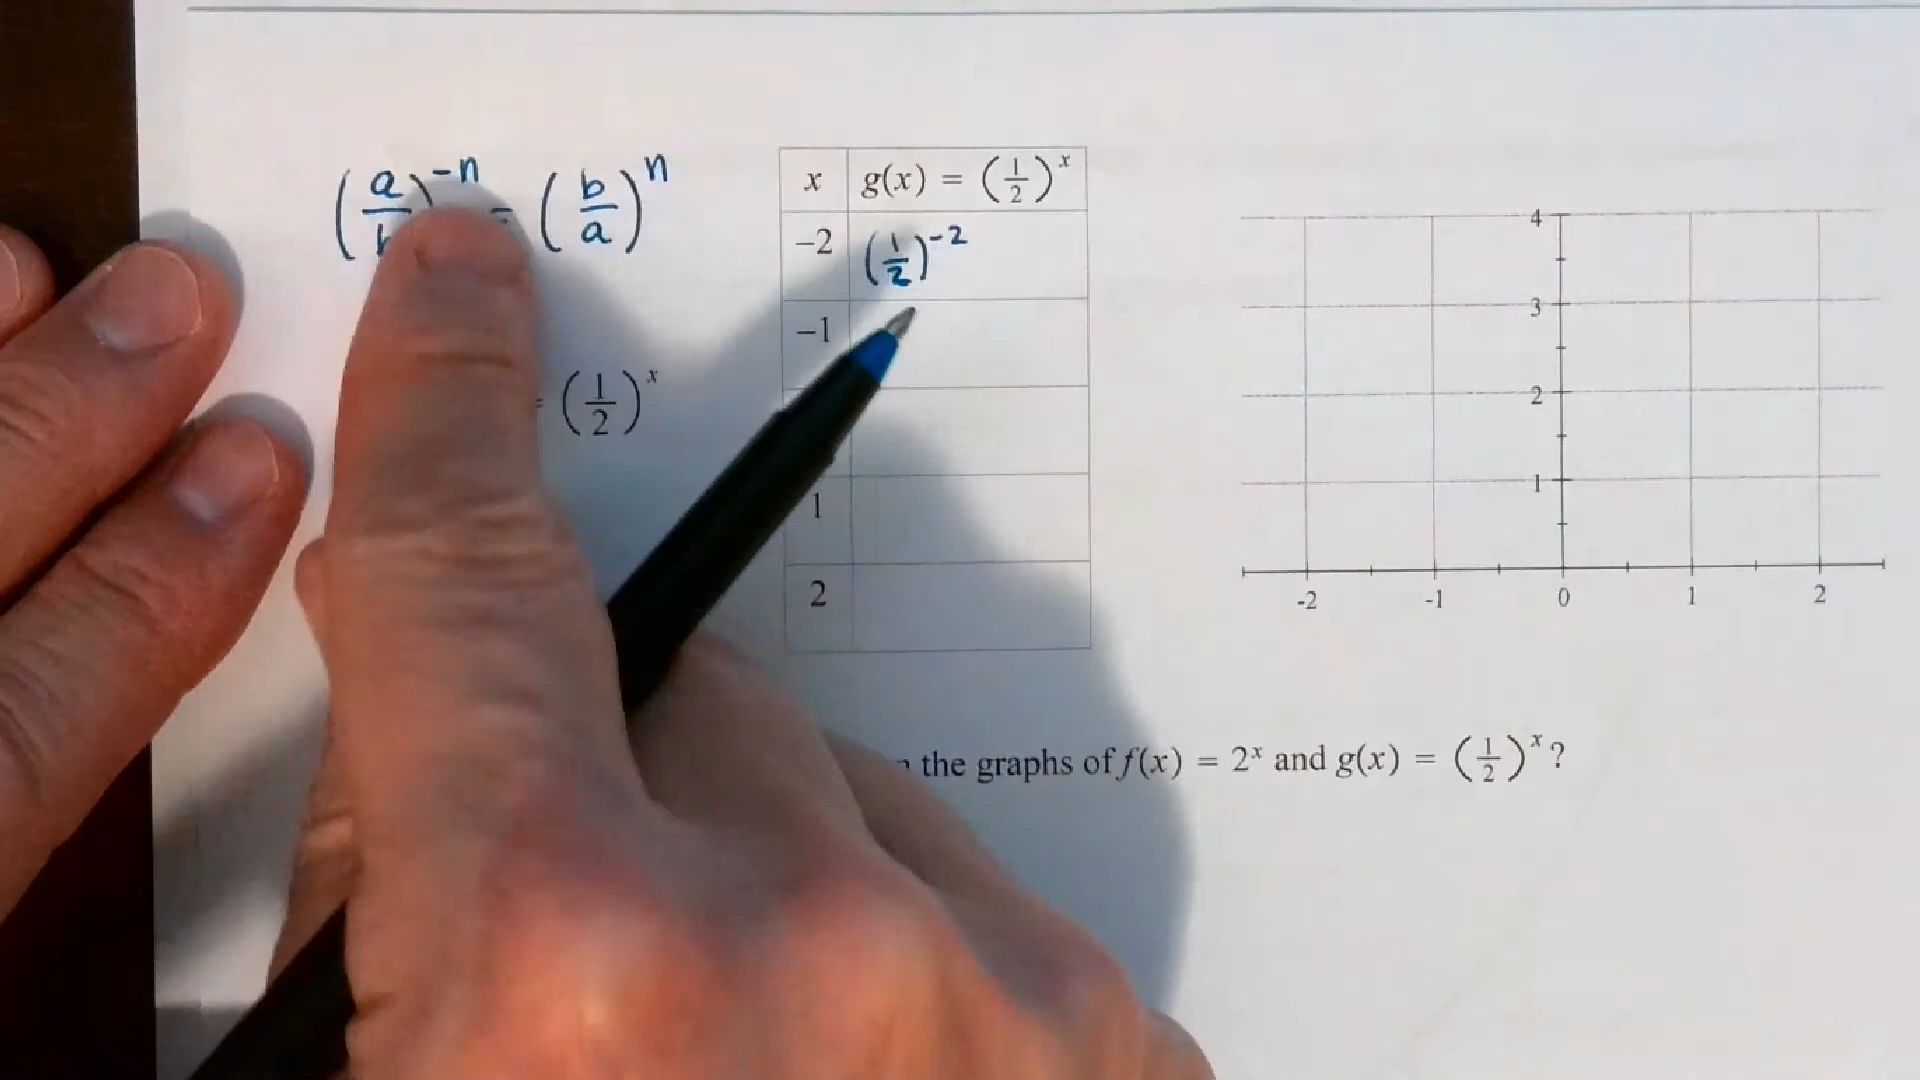 (a/b)^-n = (b/a)^n
= (1/2)^x
x g(x) = (1/2)^x
-2 (1/2)^-2
-1
1
2
4
3
2
1
-2 -1 0 1 2
the graphs of f(x) = 2^x and g(x) = (1/2)^x ?